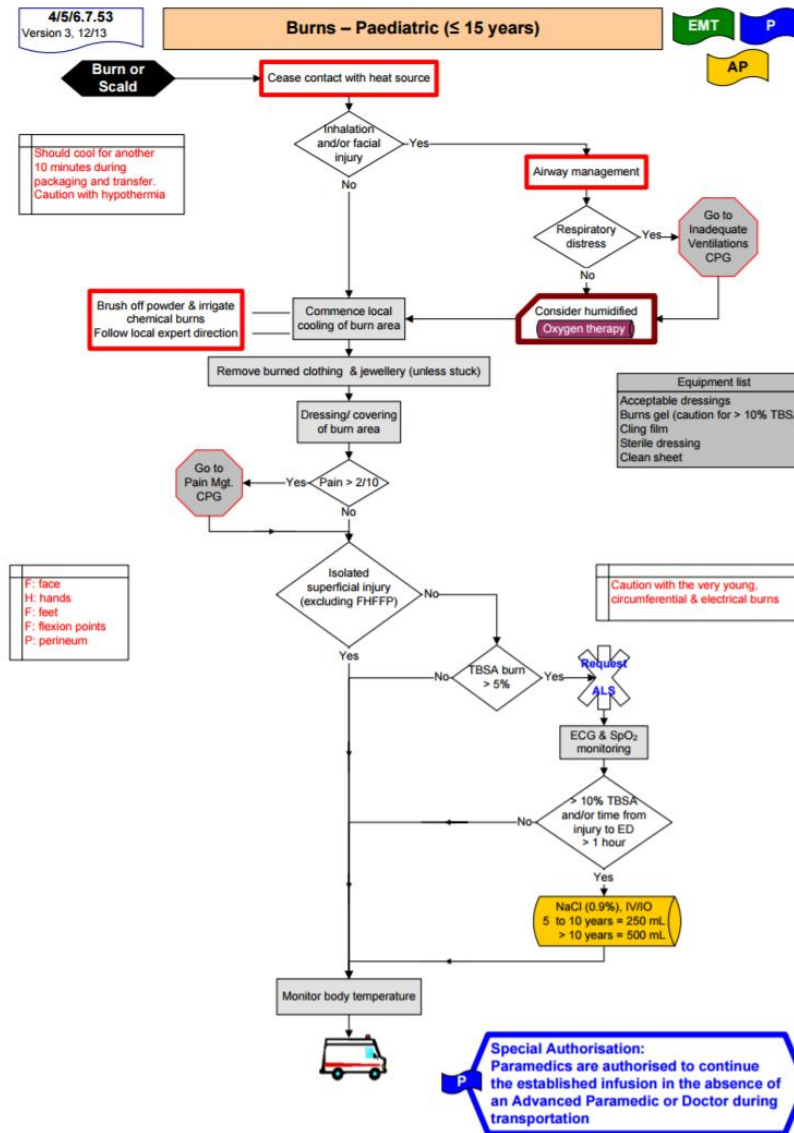 4/5/6.7.53
Version 3, 12/13
Burns – Paediatric (≤ 15 years)
EMT
P
AP
Burn or
Scald
Cease contact with heat source
Inhalation
and/or facial
injury
Yes
No
Should cool for another
10 minutes during
packaging and transfer.
Caution with hypothermia
Airway management
Respiratory
distress
Yes
No
Go to
Inadequate
Ventilations
CPG
Brush off powder & irrigate
chemical burns
Follow local expert direction
Commence local
cooling of burn area
Consider humidified
Oxygen therapy
Remove burned clothing & jewellery (unless stuck)
Equipment list
Acceptable dressings
Burns gel (caution for > 10% TBSA
Cling film
Sterile dressing
Clean sheet
Dressing/ covering
of burn area
Go to
Pain Mgt.
CPG
Yes
Pain > 2/10
No
F: face
H: hands
F: feet
F: flexion points
P: perineum
Isolated
superficial injury
(excluding FHFFP)
No
Yes
Caution with the very young,
circumferential & electrical burns
No
TBSA burn
> 5%
Yes
Request
ALS
ECG & SpO₂
monitoring
> 10% TBSA
and/or time from
injury to ED
> 1 hour
No
Yes
NaCl (0.9%), IV/IO
5 to 10 years = 250 mL
> 10 years = 500 mL
Monitor body temperature
P
Special Authorisation:
Paramedics are authorised to continue
the established infusion in the absence of
an Advanced Paramedic or Doctor during
transportation